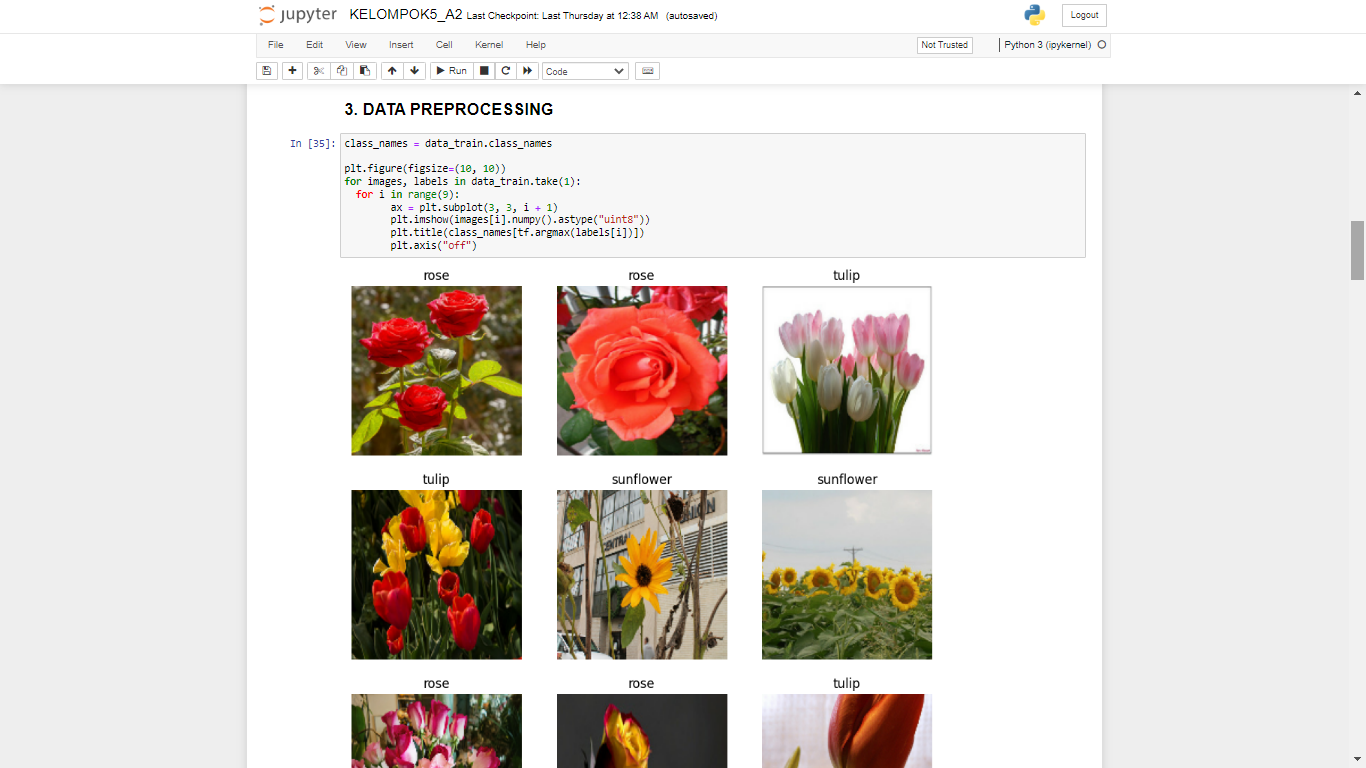 jupyter KELOMPOK5_A2 Last Checkpoint: Last Thursday at 12:38 AM (autosaved)
Logout
File Edit View Insert Cell Kernel Help
Not Trusted
Python 3 (ipykernel)
Run
Code
3. DATA PREPROCESSING
In [35]:
class_names = data_train.class_names
plt.figure(figsize=(10, 10))
for images, labels in data_train.take(1):
  for i in range(9):
        ax = plt.subplot(3, 3, i + 1)
        plt.imshow(images[i].numpy().astype("uint8"))
        plt.title(class_names[tf.argmax(labels[i])])
        plt.axis("off")
rose rose tulip
tulip sunflower sunflower
CENTRAL
rose rose tulip